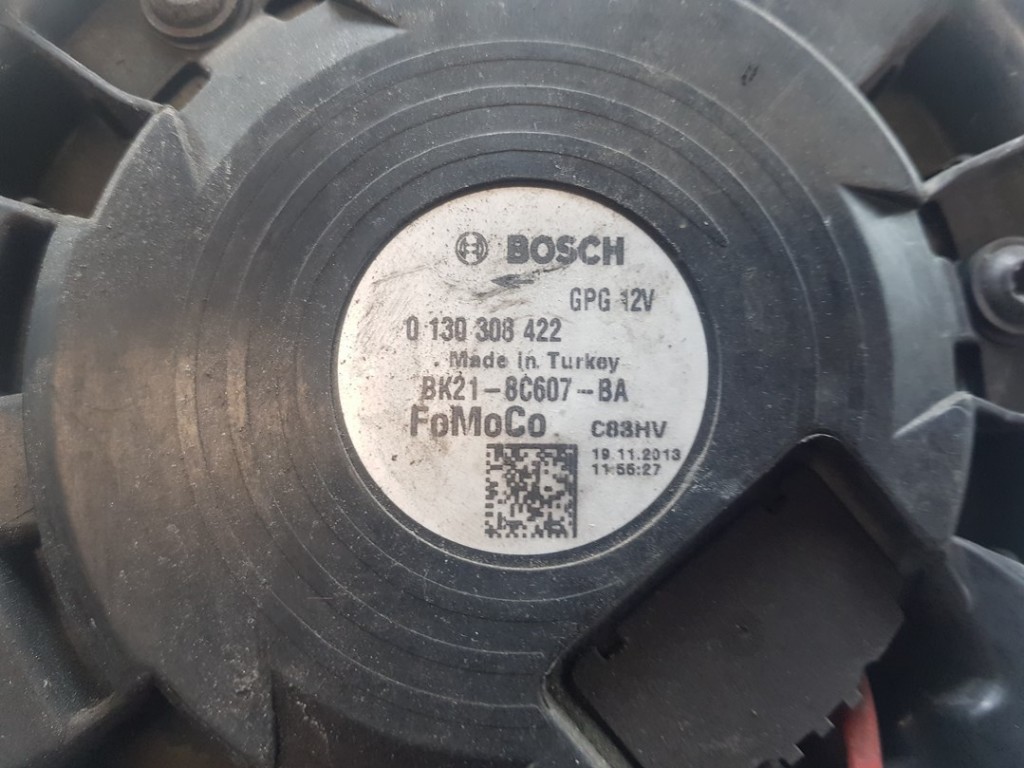 BOSCH
GPG 12V
0 130 308 422
Made in Turkey
BK21-8C607-BA
FoMoCo C83HV
19.11.2013
11:56:27